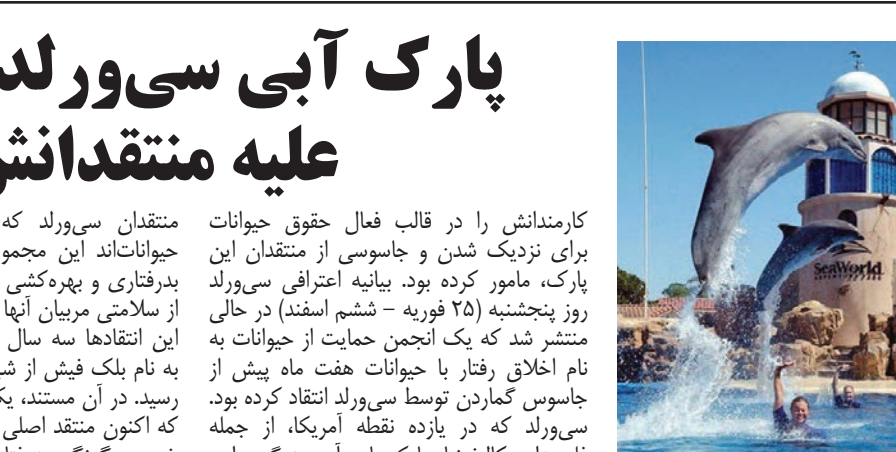 پارک آبی سی‌ورلد
علیه منتقدانش
کارمندانش را در قالب فعال حقوق حیوانات
برای نزدیک شدن و جاسوسی از منتقدان این
پارک، مامور کرده بود. بیانیه اعترافی سی‌ورلد
روز پنجشنبه (۲۵ فوریه – ششم اسفند) در حالی
منتشر شد که یک انجمن حمایت از حیوانات به
نام اخلاق رفتار با حیوانات هفت ماه پیش از
جاسوس گماردن توسط سی‌ورلد انتقاد کرده بود.
سی‌ورلد که در یازده نقطه آمریکا، از جمله
منتقدان سی‌ورلد که
حیوانات‌اند این
بدرفتاری و بهره‌کشی
از سلامتی مربیان آنها
این انتقادها سه سال
به نام بلک فیش از
رسید. در آن مستند،
که اکنون منتقد اصلی
SeaWorld